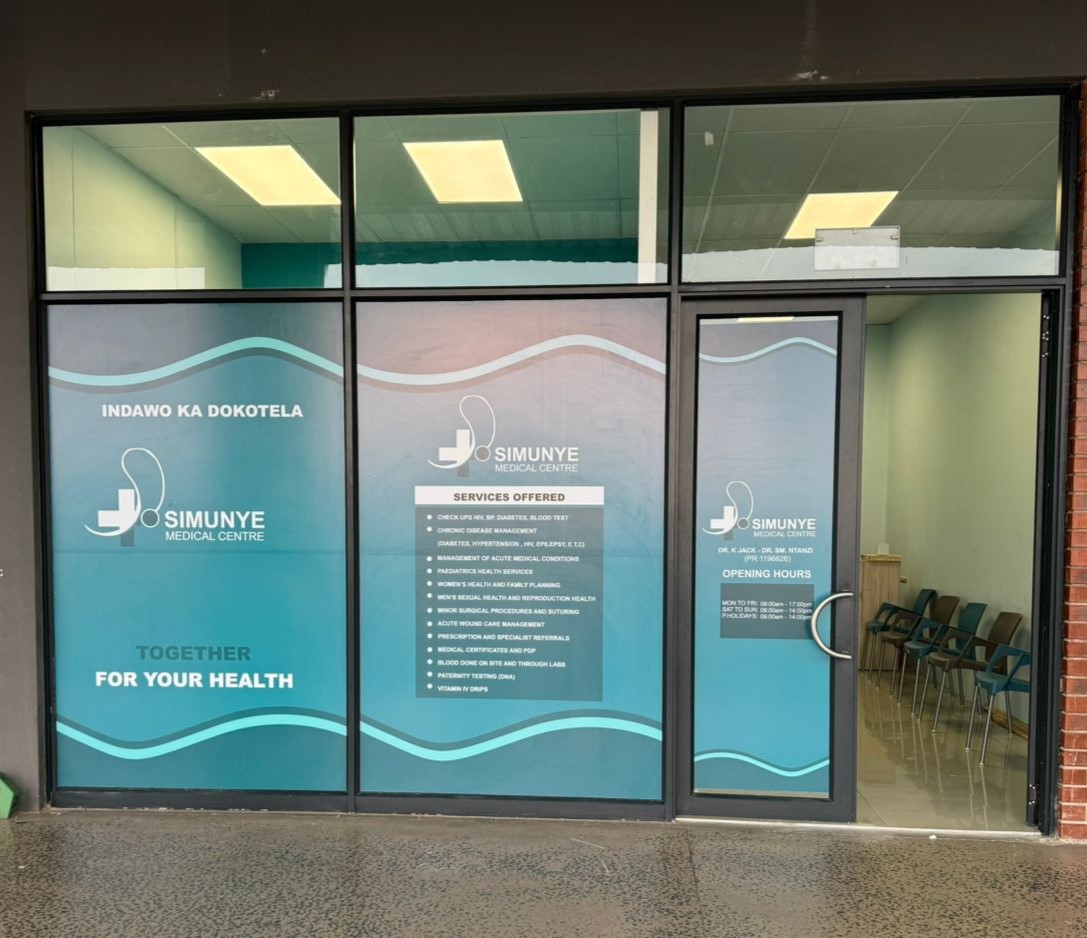 INDAWO KA DOKOTELA
SIMUNYE
MEDICAL CENTRE
TOGETHER
FOR YOUR HEALTH
SIMUNYE
MEDICAL CENTRE
SERVICES OFFERED
CHECK UPS HIV, BP, DIABETES, BLOOD TEST
CHRONIC DISEASE MANAGEMENT
(DIABETES, HYPERTENSION , HIV, EPILEPSY, E.T.C)
MANAGEMENT OF ACUTE MEDICAL CONDITIONS
PAEDIATRICS HEALTH SERVICES
WOMEN'S HEALTH AND FAMILY PLANNING
MEN'S SEXUAL HEALTH AND REPRODUCTION HEALTH
MINOR SURGICAL PROCEDURES AND SUTURING
ACUTE WOUND CARE MANAGEMENT
PRESCRIPTION AND SPECIALIST REFERRALS
MEDICAL CERTIFICATES AND PDP
BLOOD DONE ON SITE AND THROUGH LABS
PATERNITY TESTING (DNA)
VITAMIN IV DRIPS
SIMUNYE
MEDICAL CENTRE
DR. K JACK - DR. SM. NTANZI
(PR 1196626)
OPENING HOURS
MON TO FRI: 08:00am - 17:00pm
SAT TO SUN: 09:00am - 14:00pm
P.HOLIDAYS: 09:00am - 14:00pm